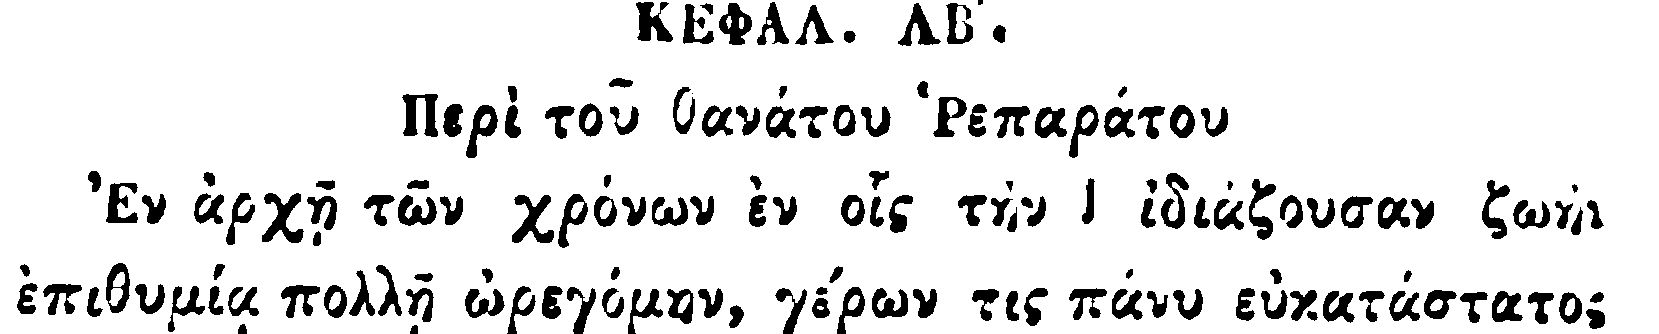 ΚΕΦΑΛ. ΛΒ'.
Περὶ τοῦ θανάτου Ῥεπαράτου
Ἐν ἀρχῇ τῶν χρόνων ἐν οἷς τὴν ἰδιάζουσαν ζωὴν
ἐπιθυμίᾳ πολλῇ ὠρεγόμην, γέρων τις πάνυ εὐκατάστατος